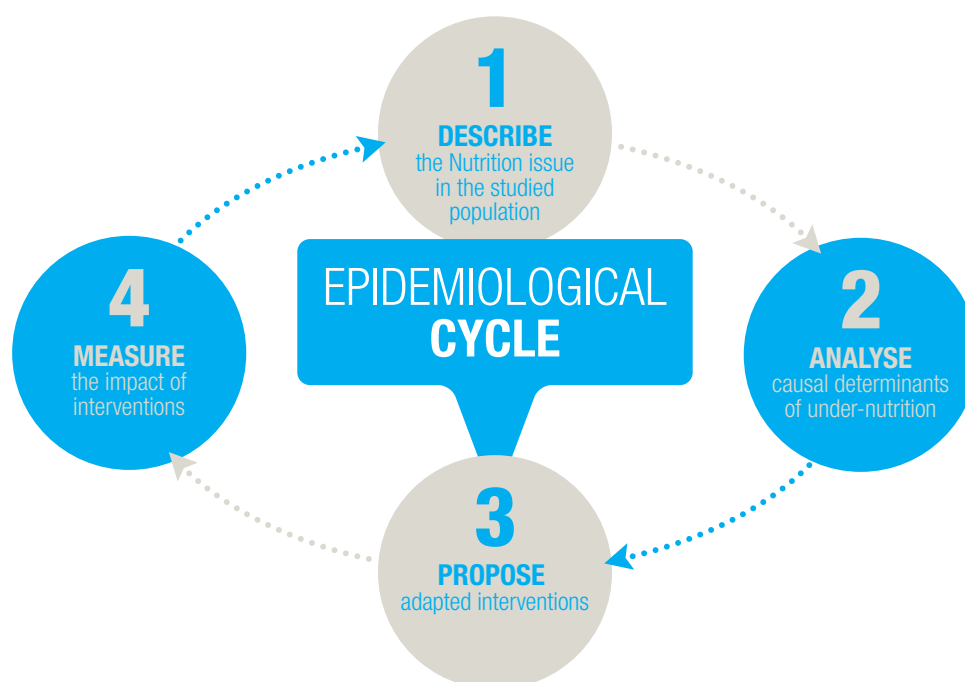 1
DESCRIBE
the Nutrition issue
in the studied
population
EPIDEMIOLOGICAL
CYCLE
2
ANALYSE
causal determinants
of under-nutrition
3
PROPOSE
adapted interventions
4
MEASURE
the impact of
interventions